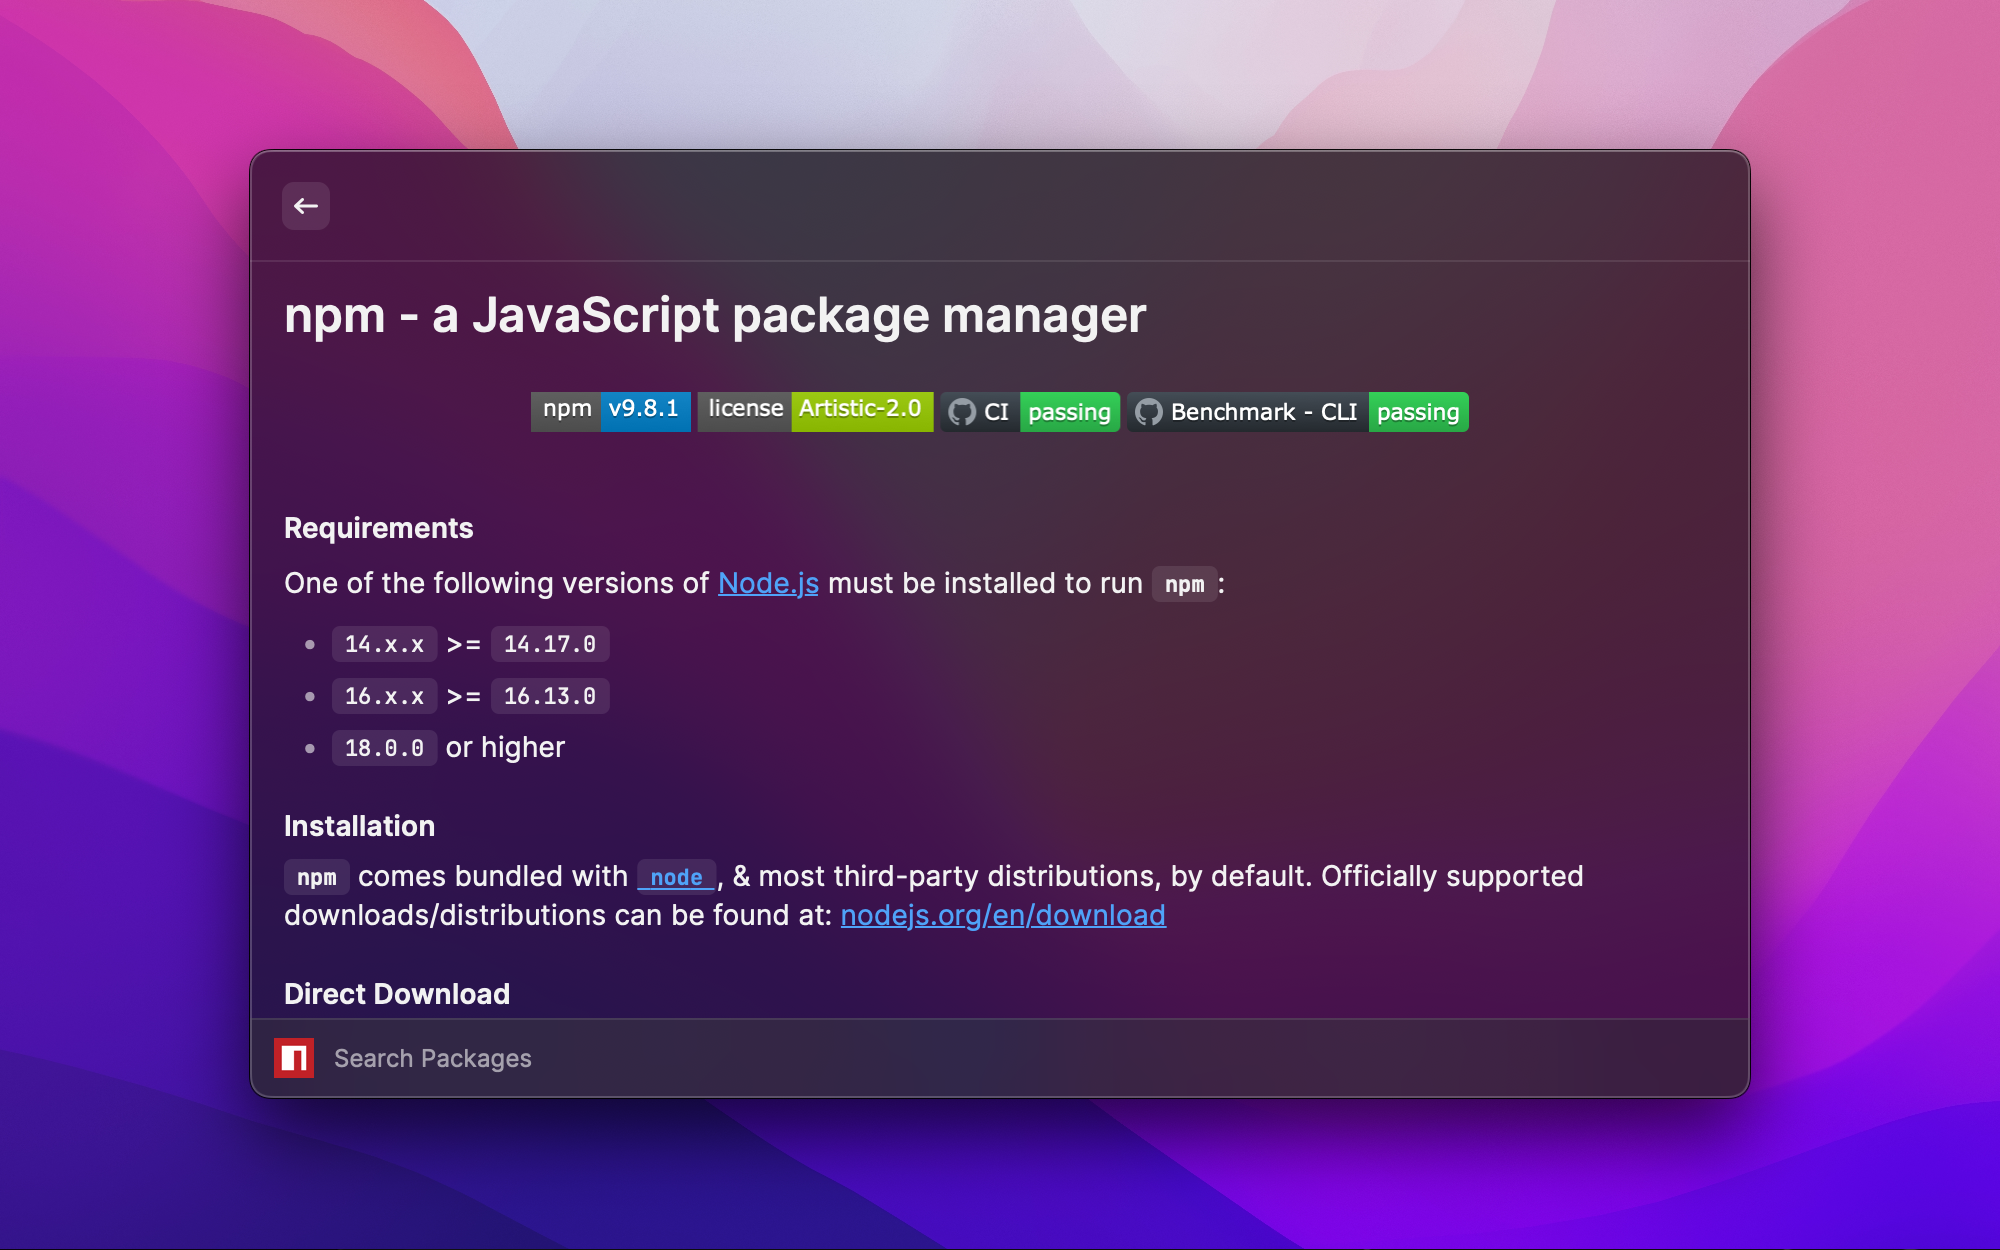 npm - a JavaScript package manager
npm v9.8.1 license Artistic-2.0 CI passing Benchmark - CLI passing
Requirements
One of the following versions of Node.js must be installed to run npm:
14.x.x >= 14.17.0
16.x.x >= 16.13.0
18.0.0 or higher
Installation
npm comes bundled with node, & most third-party distributions, by default. Officially supported
downloads/distributions can be found at: nodejs.org/en/download
Direct Download
Search Packages